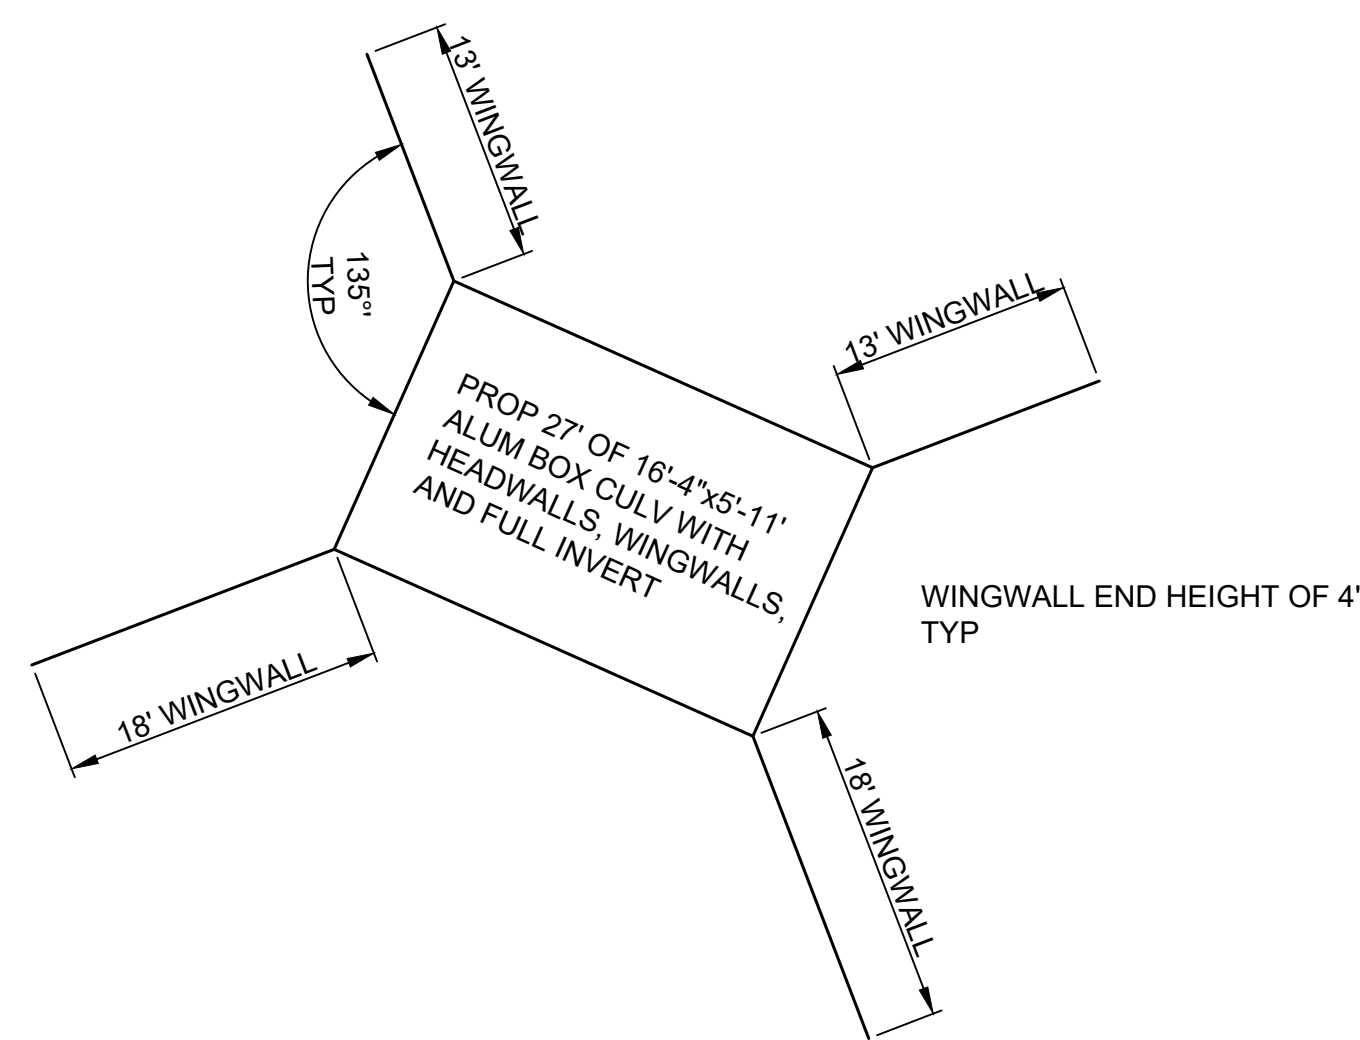 13' WINGWALL
13' WINGWALL
135°'
TYP
PROP 27' OF 16'-4"x5'-11'
ALUM BOX CULV WITH
HEADWALLS, WINGWALLS,
AND FULL INVERT
WINGWALL END HEIGHT OF 4'
TYP
18' WINGWALL
18' WINGWALL